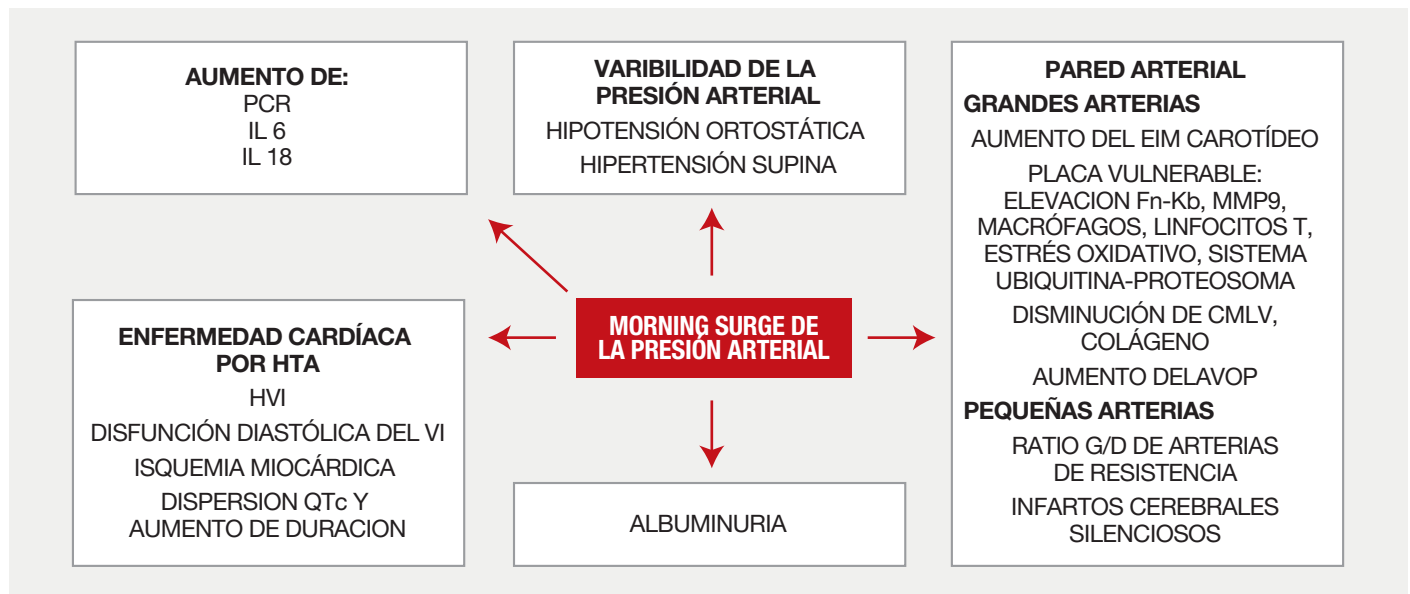 AUMENTO DE:
PCR
IL 6
IL 18
VARIBILIDAD DE LA
PRESIÓN ARTERIAL
HIPOTENSIÓN ORTOSTÁTICA
HIPERTENSIÓN SUPINA
PARED ARTERIAL
GRANDES ARTERIAS
AUMENTO DEL EIM CAROTÍDEO
PLACA VULNERABLE:
ELEVACION Fn-Kb, MMP9,
MACRÓFAGOS, LINFOCITOS T,
ESTRÉS OXIDATIVO, SISTEMA
UBIQUITINA-PROTEOSOMA
DISMINUCIÓN DE CMLV,
COLÁGENO
AUMENTO DELAVOP
PEQUEÑAS ARTERIAS
RATIO G/D DE ARTERIAS
DE RESISTENCIA
INFARTOS CEREBRALES
SILENCIOSOS
MORNING SURGE DE
LA PRESIÓN ARTERIAL
ENFERMEDAD CARDÍACA
POR HTA
HVI
DISFUNCIÓN DIASTÓLICA DEL VI
ISQUEMIA MIOCÁRDICA
DISPERSION QTc Y
AUMENTO DE DURACION
ALBUMINURIA